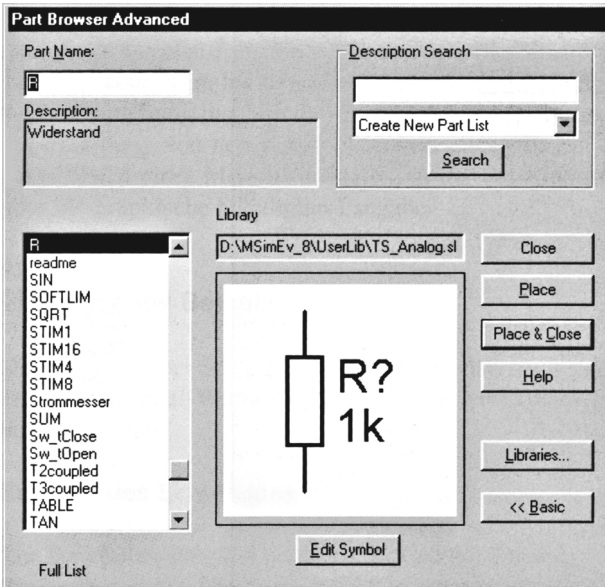 Part Browser Advanced
Part Name:
R
Description:
Widerstand
Description Search
Create New Part List
Search
Library
D:\MSimEv_8\UserLib\TS_Analog.sl
R
readme
SIN
SOFTLIM
SQRT
STIM1
STIM16
STIM4
STIM8
Strommesser
SUM
Sw_tClose
Sw_tOpen
T2coupled
T3coupled
TABLE
TAN
Full List
R?
1k
Edit Symbol
Close
Place
Place & Close
Help
Libraries...
<< Basic